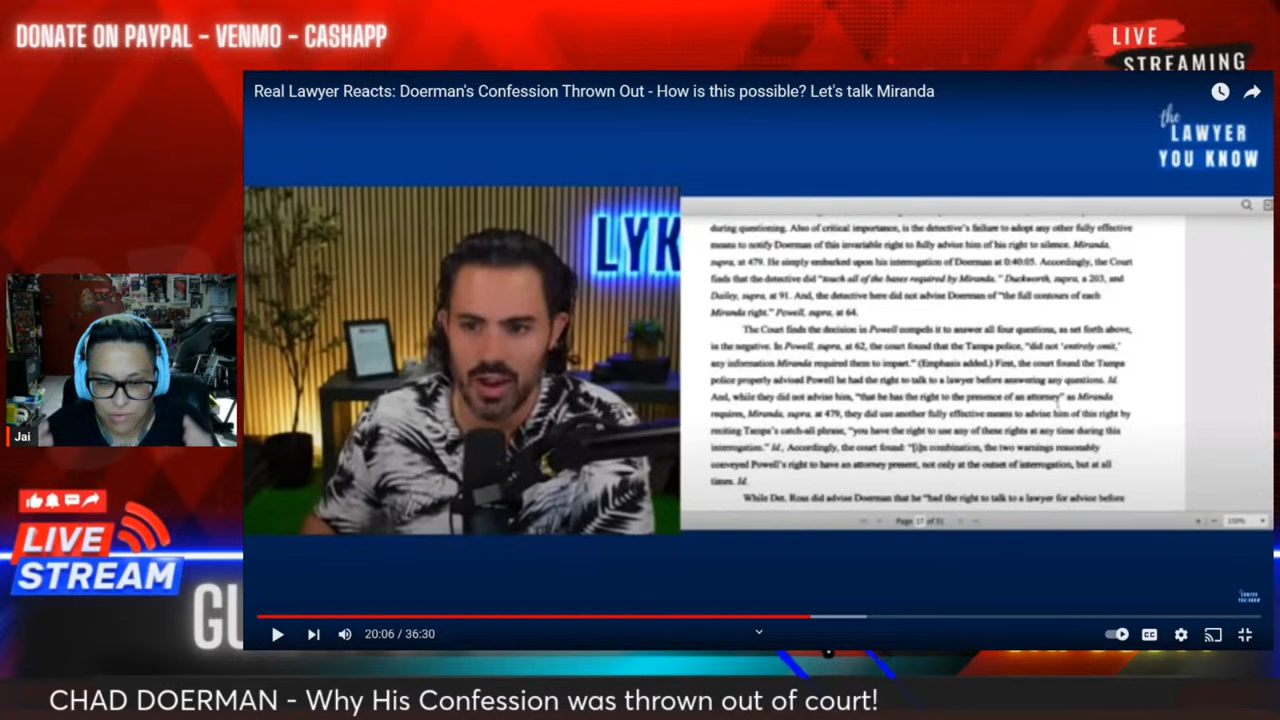 DONATE ON PAYPAL - VENMO - CASHAPP
LIVE
STREAMING
Real Lawyer Reacts: Doerman's Confession Thrown Out - How is this possible? Let's talk Miranda
the
LAWYER
YOU KNOW
LYK
during questioning. Also of critical importance, is the detective's failure to adopt any other fully effective
means to notify Doerman of this invariable right to fully advise him of his right to silence. Miranda,
supra, at 479. He simply embarked upon his interrogation of Doerman at 0:40:05. Accordingly, the Court
finds that the detective did "touch all of the bases required by Miranda," Duckworth, supra, a 203, and
Dailey, supra, at 91. And, the detective here did not advise Doerman of "the full contours of each
Miranda right." Powell, supra, at 64.
The Court finds the decision in Powell compels it to answer all four questions, as set forth above,
in the negative. In Powell, supra, at 62, the court found that the Tampa police, "did not 'entirely omit,'
any information Miranda required them to impart." (Emphasis added.) First, the court found the Tampa
police properly advised Powell he had the right to talk to a lawyer before answering any questions. Id.
And, while they did not advise him, "that he has the right to the presence of an attorney" as Miranda
requires, Miranda, supra, at 479, they did use another fully effective means to advise him of this right by
reciting Tampa's catch-all phrase, "you have the right to use any of these rights at any time during this
interrogation." Id., Accordingly, the court found: "[i]n combination, the two warnings reasonably
conveyed Powell's right to have an attorney present, not only at the outset of interrogation, but at all
times. Id.
While Det. Ross did advise Doerman that he "had the right to talk to a lawyer for advice before
Page 17 of 31
100%
Jai
LIVE
STREAM
GU
THE LAWYER
YOU KNOW
20:06 / 36:30
CC
CHAD DOERMAN - Why His Confession was thrown out of court!